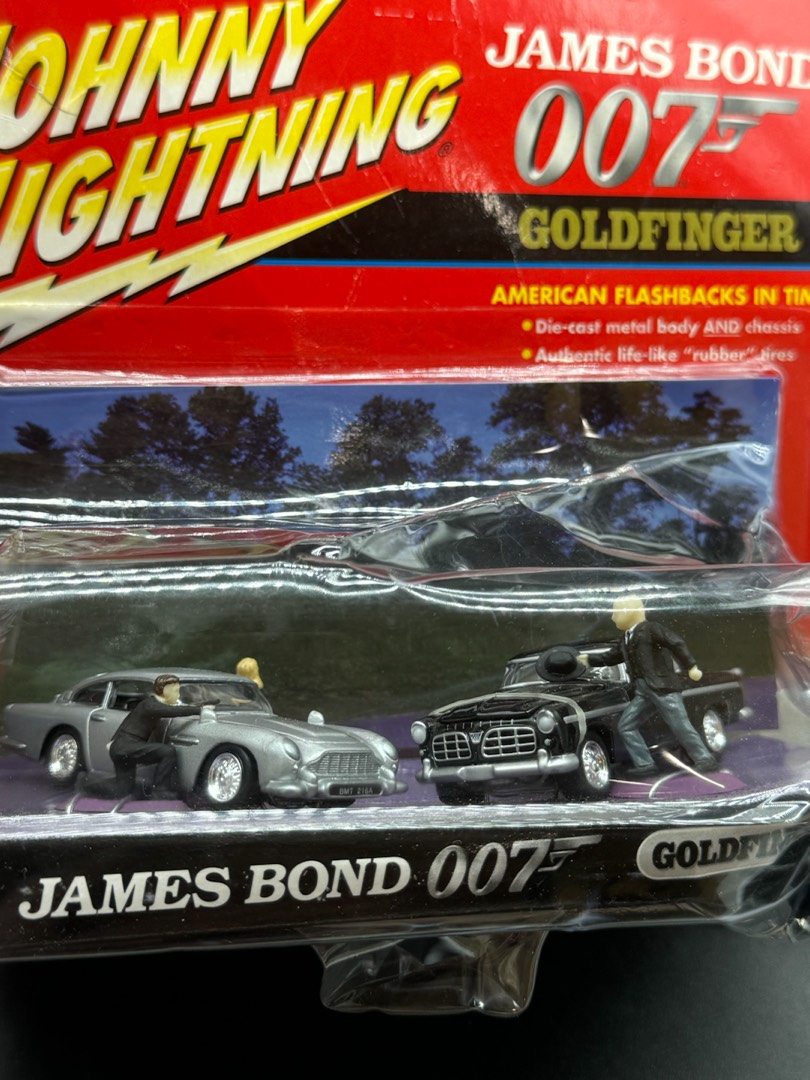 JOHNNY
LIGHTNING®
JAMES BOND
007
GOLDFINGER
AMERICAN FLASHBACKS IN TIN
• Die-cast metal body AND chassis
• Authentic life-like "rubber" tires
BMT 216A
JAMES BOND 007
GOLDFIN